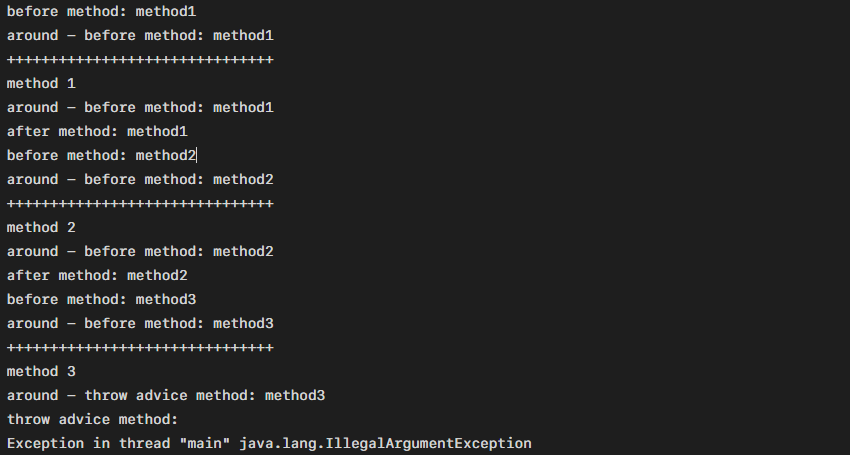 before method: method1
around – before method: method1
+++++++++++++++++++++++++++++++
method 1
around – before method: method1
after method: method1
before method: method2
around – before method: method2
+++++++++++++++++++++++++++++++
method 2
around – before method: method2
after method: method2
before method: method3
around – before method: method3
+++++++++++++++++++++++++++++++
method 3
around – throw advice method: method3
throw advice method:
Exception in thread "main" java.lang.IllegalArgumentException